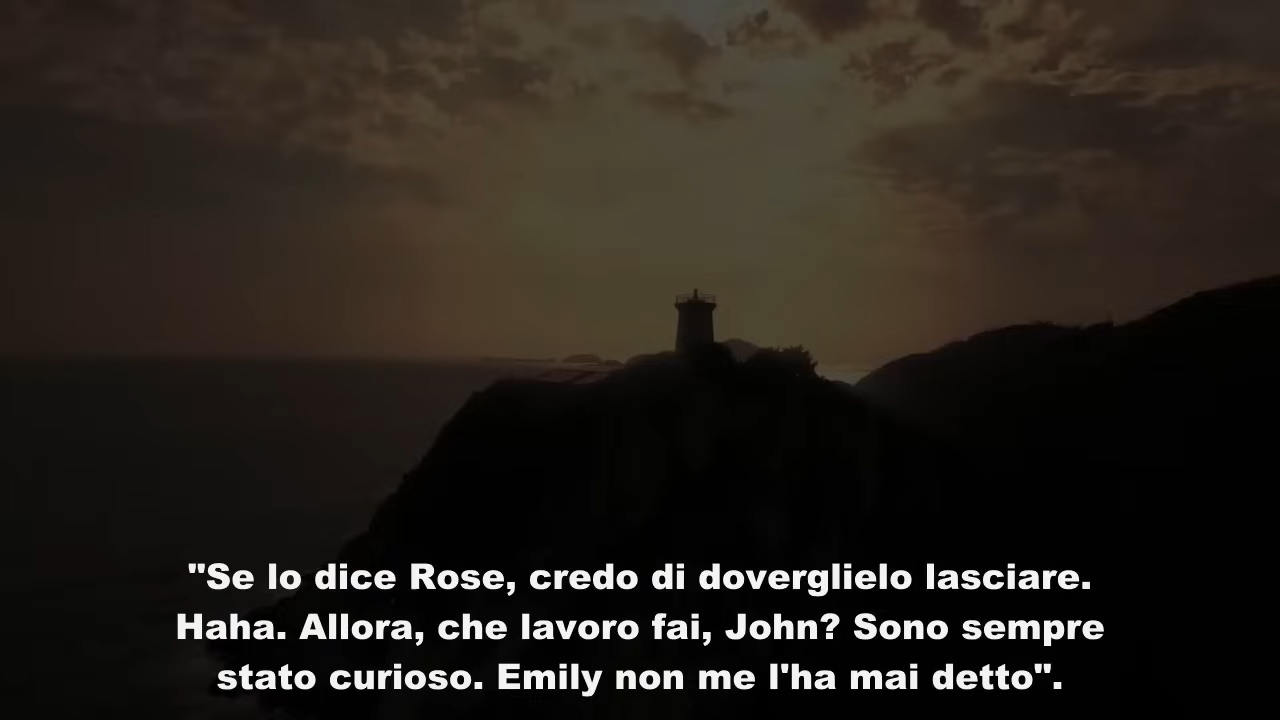 "Se lo dice Rose, credo di doverglielo lasciare.
Haha. Allora, che lavoro fai, John? Sono sempre
stato curioso. Emily non me l'ha mai detto".